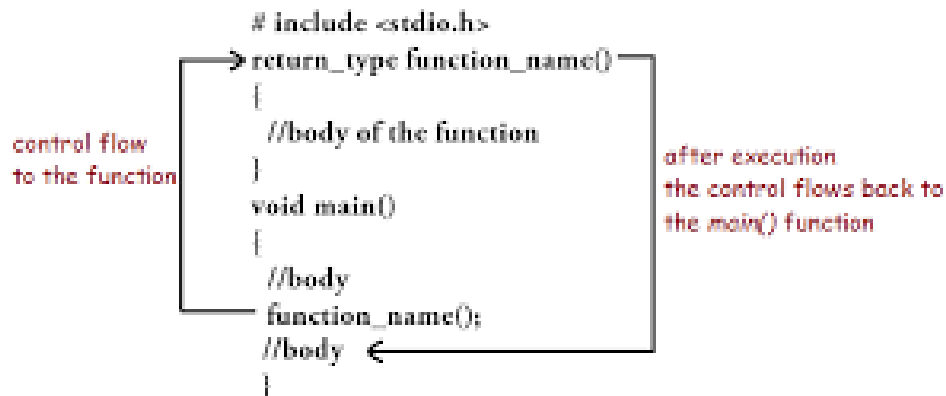 # include <stdio.h>
return_type function_name()
{
//body of the function
}
control flow
to the function
after execution
the control flows back to
the main() function
void main()
{
//body
function_name();
//body
}